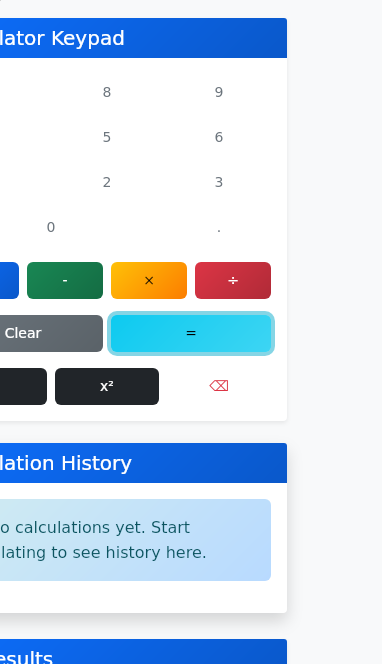 lator Keypad
8 9
5 6
2 3
0 .
- × ÷
Clear =
x² ⌫
lation History
o calculations yet. Start
lating to see history here.
esults